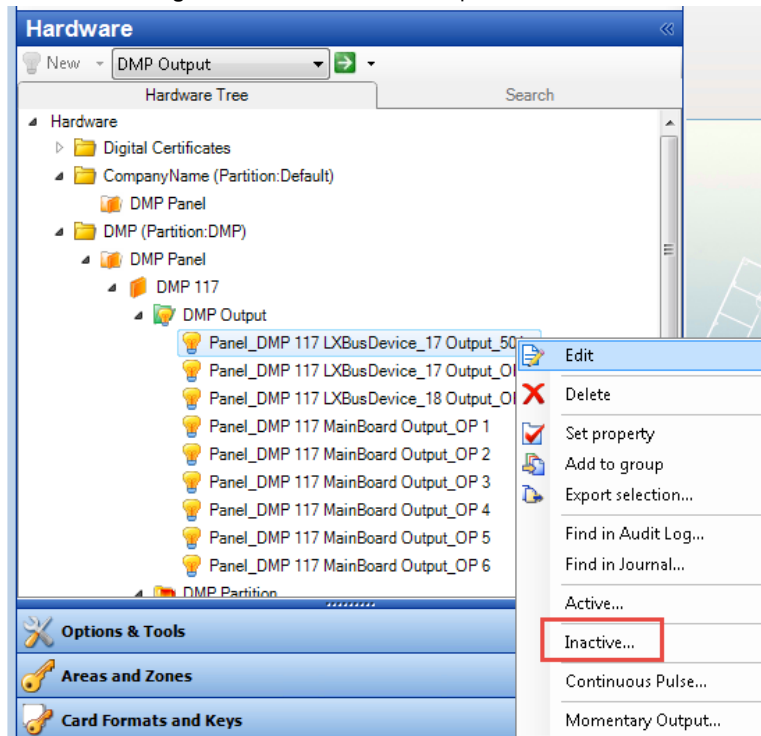 Hardware
New DMP Output
Hardware Tree Search
Hardware
Digital Certificates
CompanyName (Partition:Default)
DMP Panel
DMP (Partition:DMP)
DMP Panel
DMP 117
DMP Output
Panel_DMP 117 LXBusDevice_17 Output_50
Panel_DMP 117 LXBusDevice_17 Output_O
Panel_DMP 117 LXBusDevice_18 Output_O
Panel_DMP 117 MainBoard Output_OP 1
Panel_DMP 117 MainBoard Output_OP 2
Panel_DMP 117 MainBoard Output_OP 3
Panel_DMP 117 MainBoard Output_OP 4
Panel_DMP 117 MainBoard Output_OP 5
Panel_DMP 117 MainBoard Output_OP 6
DMP Partition
Options & Tools
Areas and Zones
Card Formats and Keys
Edit
Delete
Set property
Add to group
Export selection...
Find in Audit Log...
Find in Journal...
Active...
Inactive...
Continuous Pulse...
Momentary Output...